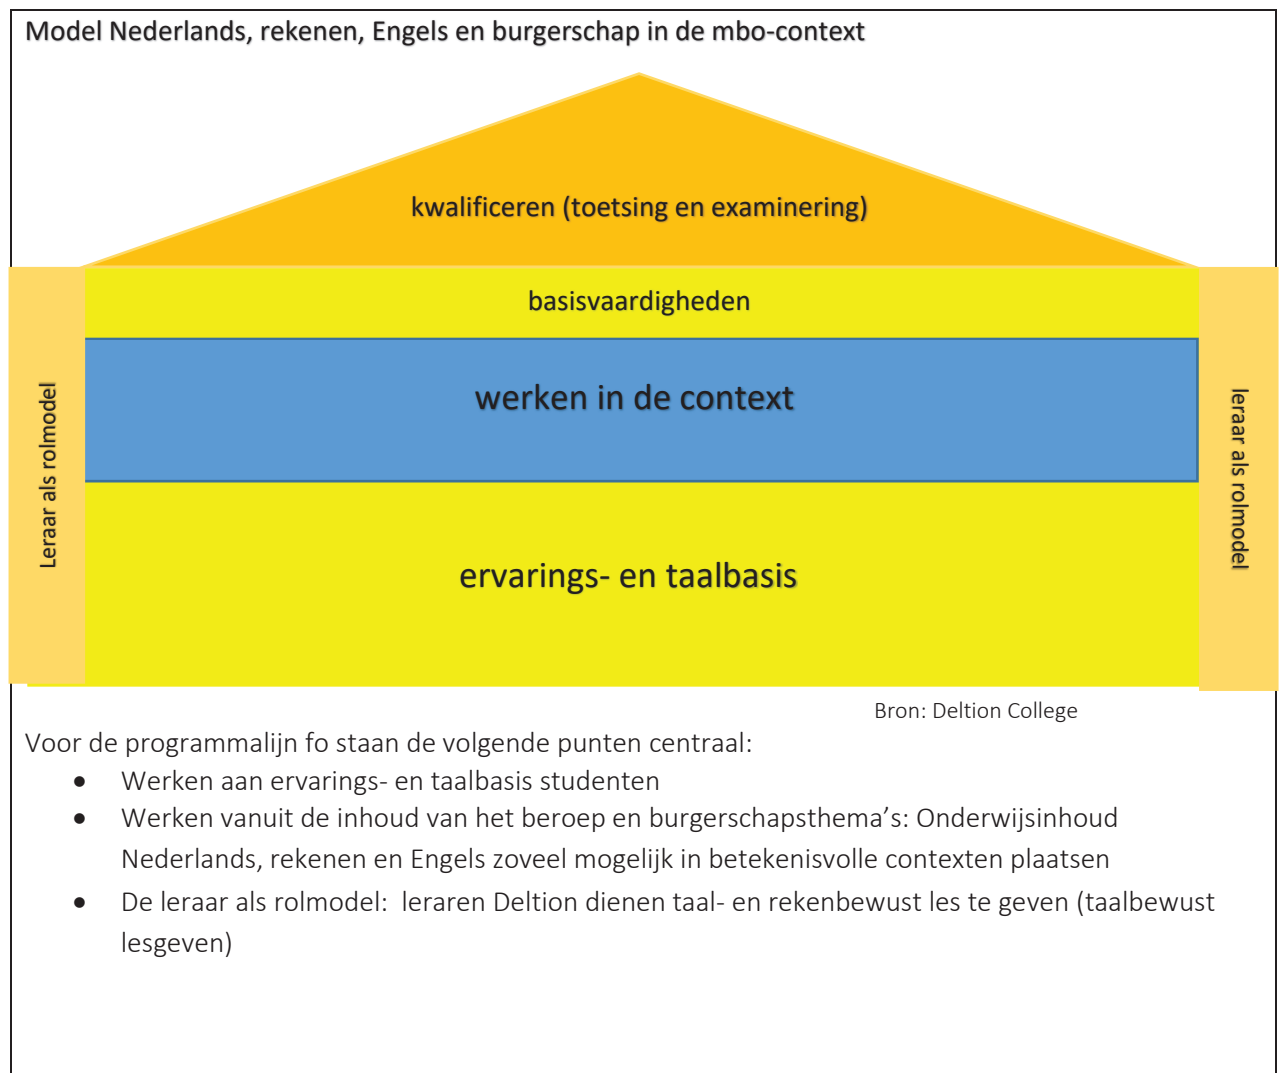 Model Nederlands, rekenen, Engels en burgerschap in de mbo-context
kwalificeren (toetsing en examinering)
basisvaardigheden
werken in de context
Leraar als rolmodel
leraar als rolmodel
ervarings- en taalbasis
Bron: Deltion College
Voor de programmalijn fo staan de volgende punten centraal:
• Werken aan ervarings- en taalbasis studenten
• Werken vanuit de inhoud van het beroep en burgerschapsthema’s: Onderwijsinhoud
Nederlands, rekenen en Engels zoveel mogelijk in betekenisvolle contexten plaatsen
• De leraar als rolmodel:  leraren Deltion dienen taal- en rekenbewust les te geven (taalbewust
lesgeven)